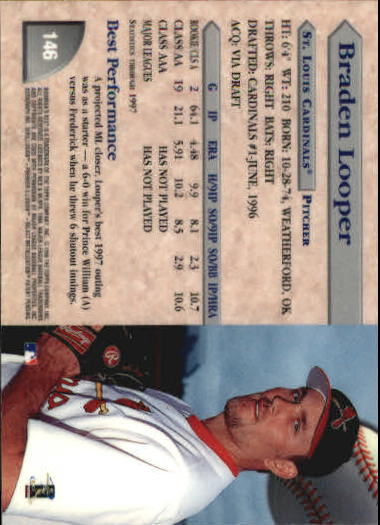 Braden Looper
ST. LOUIS CARDINALS PITCHER
HT: 6'4" WT: 210 BORN: 10-28-74, WEATHERFORD, OK
THROWS: RIGHT BATS: RIGHT
DRAFTED: CARDINALS #1-JUNE, 1996
ACQ: VIA DRAFT
G IP ERA H/9IP SO/9IP SO/BB IP/HRA
ROOKIE/CLS A 2 64.1 4.48 9.9 8.1 2.3 10.7
CLASS AA 19 21.1 5.91 10.2 8.5 2.9 10.6
CLASS AAA HAS NOT PLAYED
MAJOR LEAGUES HAS NOT PLAYED
STATISTICS THROUGH 1997
Best Performance
A projected ML closer, Looper's best 1997 outing
was as a starter — a 6-0 win for Prince William (A)
versus Frederick when he threw 6 shutout innings.
146